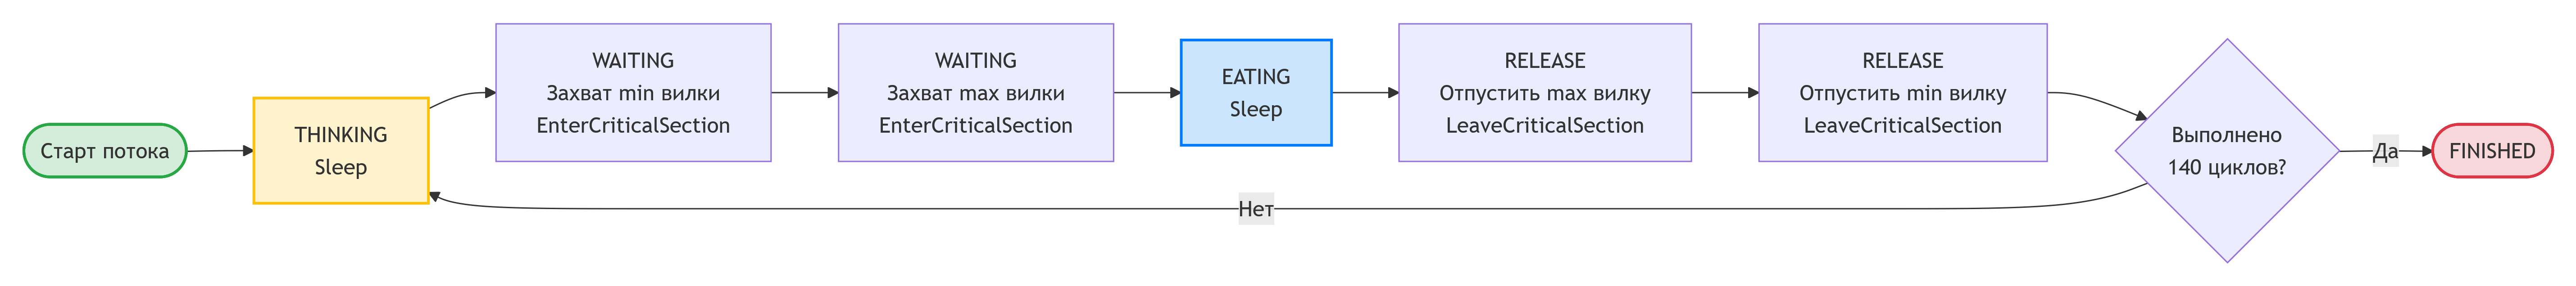 Старт потока
THINKING
Sleep
WAITING
Захват min вилки
EnterCriticalSection
WAITING
Захват max вилки
EnterCriticalSection
EATING
Sleep
RELEASE
Отпустить max вилку
LeaveCriticalSection
RELEASE
Отпустить min вилку
LeaveCriticalSection
Выполнено
140 циклов?
Да
FINISHED
Нет